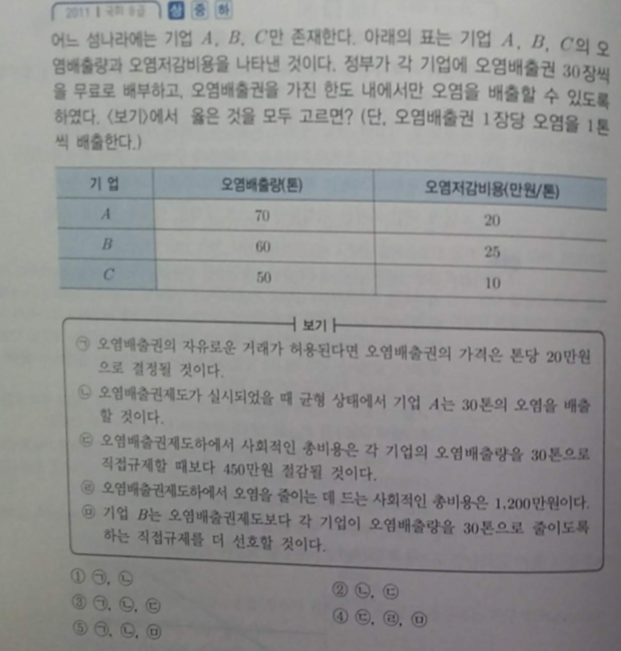 2011 | 국회 8급 상 중 하
어느 섬나라에는 기업 A, B, C만 존재한다. 아래의 표는 기업 A, B, C의 오
염배출량과 오염저감비용을 나타낸 것이다. 정부가 각 기업에 오염배출권 30장씩
을 무료로 배부하고, 오염배출권을 가진 한도 내에서만 오염을 배출할 수 있도록
하였다. <보기>에서 옳은 것을 모두 고르면? (단, 오염배출권 1장당 오염을 1톤
씩 배출한다.)
기 업 오염배출량(톤) 오염저감비용(만원/톤)
A 70 20
B 60 25
C 50 10
보기
㉠ 오염배출권의 자유로운 거래가 허용된다면 오염배출권의 가격은 톤당 20만원
으로 결정될 것이다.
㉡ 오염배출권제도가 실시되었을 때 균형 상태에서 기업 A는 30톤의 오염을 배출
할 것이다.
㉢ 오염배출권제도하에서 사회적인 총비용은 각 기업의 오염배출량을 30톤으로
직접규제할 때보다 450만원 절감될 것이다.
㉣ 오염배출권제도하에서 오염을 줄이는 데 드는 사회적인 총비용은 1,200만원이다.
㉤ 기업 B는 오염배출권제도보다 각 기업이 오염배출량을 30톤으로 줄이도록
하는 직접규제를 더 선호할 것이다.
① ㉠, ㉡
② ㉡, ㉢
③ ㉠, ㉡, ㉢
④ ㉢, ㉣, ㉤
⑤ ㉠, ㉡, ㉤